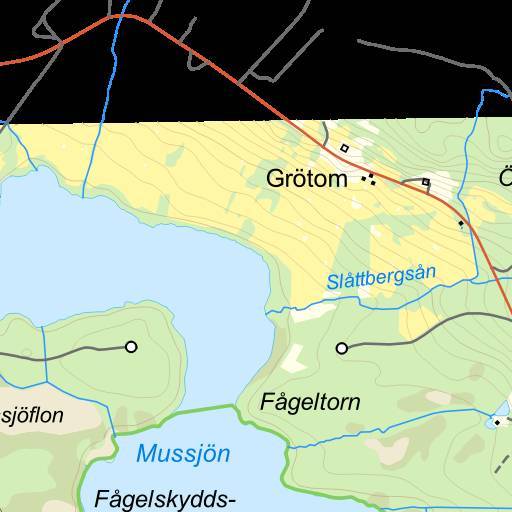 Grötom
Ö
Slåttbergsån
Fågeltorn
sjöflon
Mussjön
Fågelskydds-